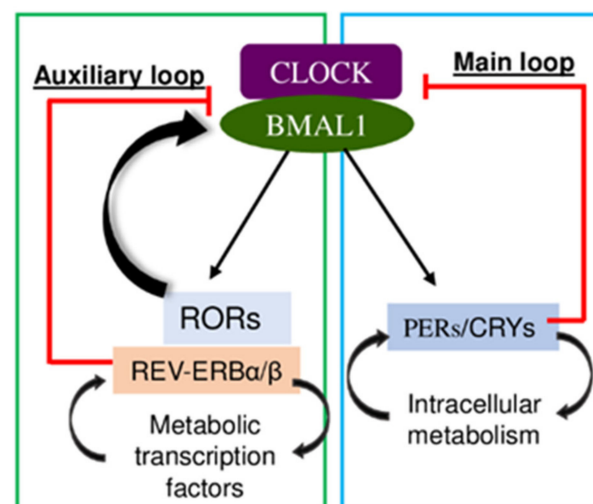 Auxiliary loop
CLOCK
BMAL1
Main loop
RORs
REV-ERBα/β
Metabolic
transcription
factors
PERs/CRYs
Intracellular
metabolism